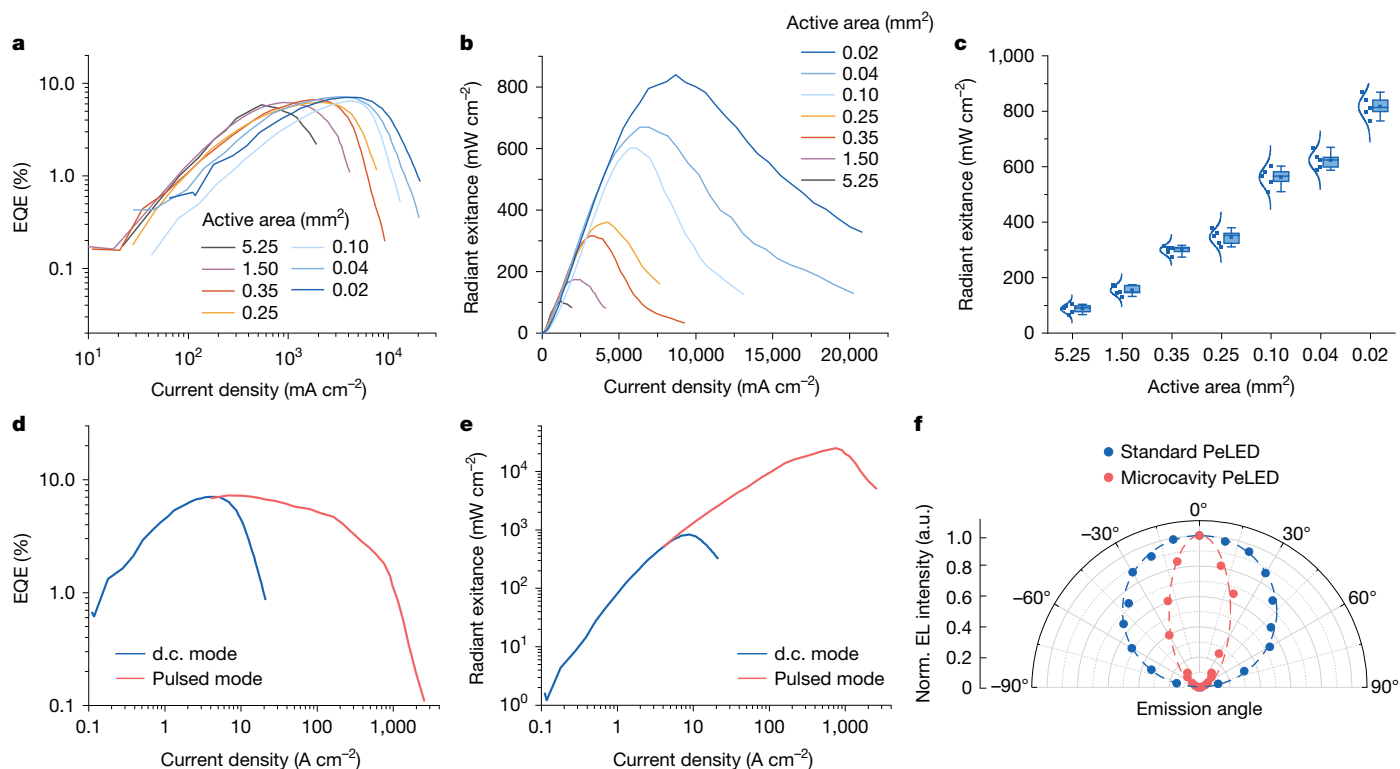 a
EQE (%)
10.0
1.0
0.1
Active area (mm²)
5.25
1.50
0.35
0.25
0.10
0.04
0.02
10¹
10²
10³
10⁴
Current density (mA cm⁻²)
b
Radiant exitance (mW cm⁻²)
800
600
400
200
0
0
5,000
10,000
15,000
20,000
Current density (mA cm⁻²)
Active area (mm²)
0.02
0.04
0.10
0.25
0.35
1.50
5.25
c
Radiant exitance (mW cm⁻²)
1,000
800
600
400
200
0
5.25
1.50
0.35
0.25
0.10
0.04
0.02
Active area (mm²)
d
EQE (%)
10.0
1.0
0.1
d.c. mode
Pulsed mode
0.1
1
10
100
1,000
Current density (A cm⁻²)
e
Radiant exitance (mW cm⁻²)
10⁴
10³
10²
10¹
10⁰
d.c. mode
Pulsed mode
0.1
1
10
100
1,000
Current density (A cm⁻²)
f
Standard PeLED
Microcavity PeLED
Norm. EL intensity (a.u.)
1.0
0.8
0.6
0.4
0.2
0
−90°
−60°
−30°
0°
30°
60°
90°
Emission angle